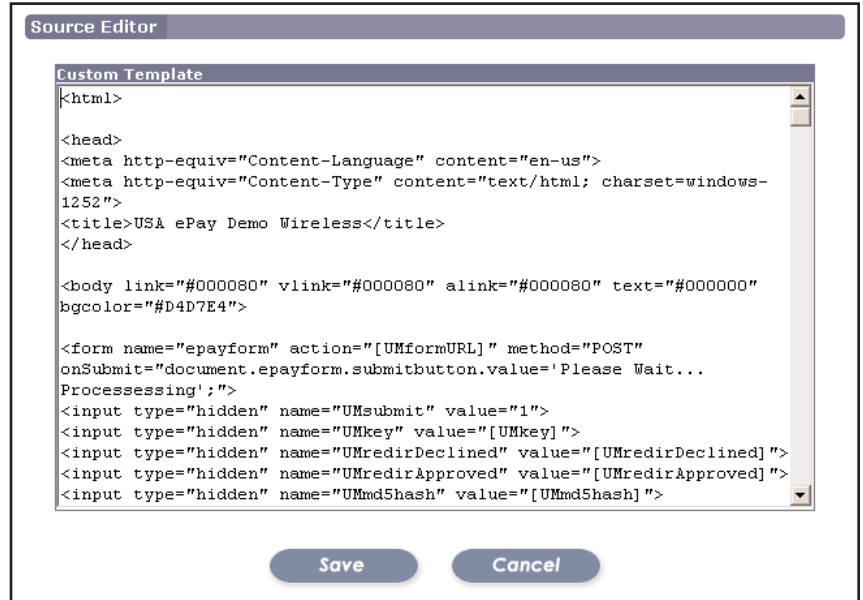 Source Editor
Custom Template
<html>
<head>
<meta http-equiv="Content-Language" content="en-us">
<meta http-equiv="Content-Type" content="text/html; charset=windows-
1252">
<title>USA ePay Demo Wireless</title>
</head>
<body link="#000080" vlink="#000080" alink="#000080" text="#000000"
bgcolor="#D4D7E4">
<form name="epayform" action="[UMformURL]" method="POST"
onSubmit="document.epayform.submitbutton.value='Please Wait...
Processessing';">
<input type="hidden" name="UMsubmit" value="1">
<input type="hidden" name="UMkey" value="[UMkey]">
<input type="hidden" name="UMredirDeclined" value="[UMredirDeclined]">
<input type="hidden" name="UMredirApproved" value="[UMredirApproved]">
<input type="hidden" name="UMmd5hash" value="[UMmd5hash]">
Save Cancel